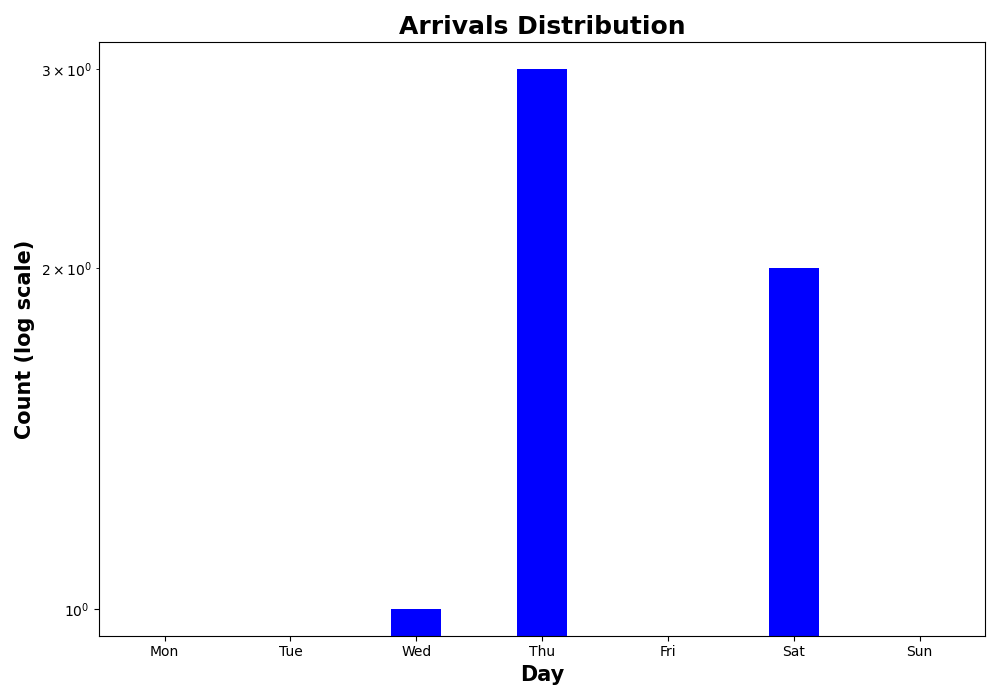 Arrivals Distribution
3 × 10⁰
2 × 10⁰
10⁰
Count (log scale)
Mon Tue Wed Thu Fri Sat Sun
Day